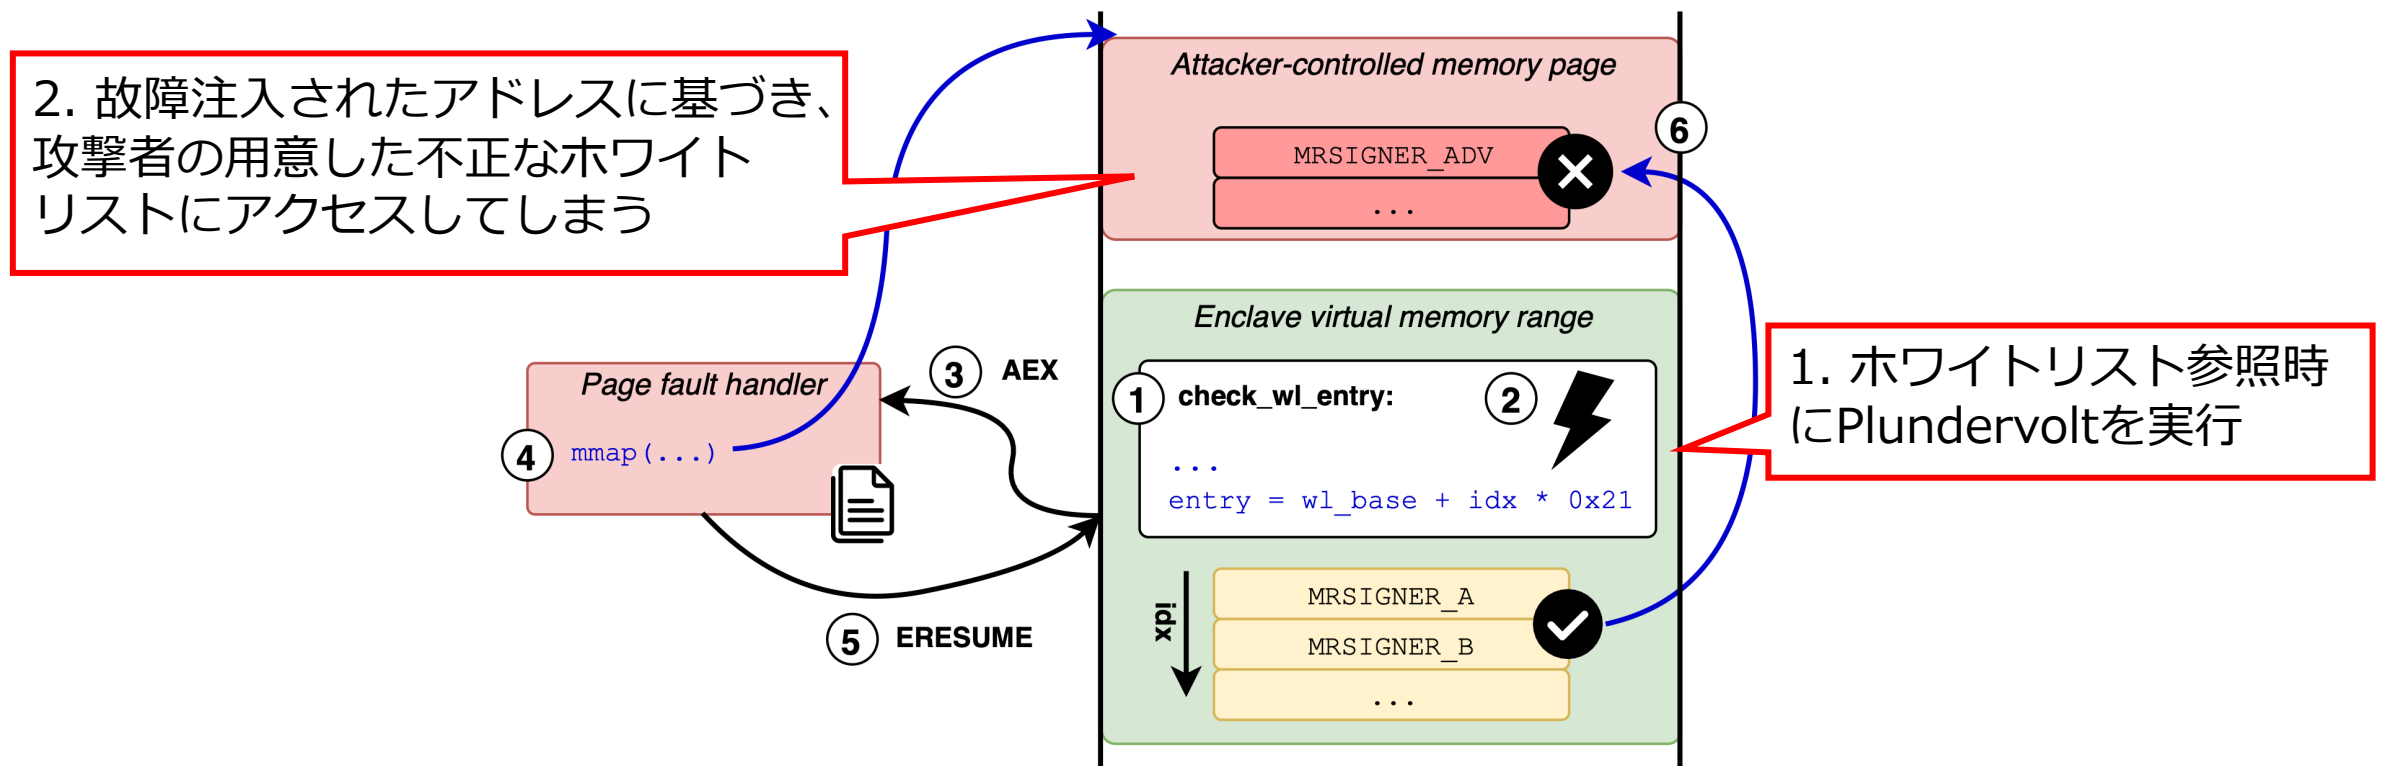 2. 故障注入されたアドレスに基づき、
攻撃者の用意した不正なホワイト
リストにアクセスしてしまう
Attacker-controlled memory page
MRSIGNER_ADV
...
6
Enclave virtual memory range
1
check_wl_entry:
2
...
entry = wl_base + idx * 0x21
1. ホワイトリスト参照時
にPlundervoltを実行
Page fault handler
3
AEX
4
mmap(...)
5
ERESUME
idx
MRSIGNER_A
MRSIGNER_B
...